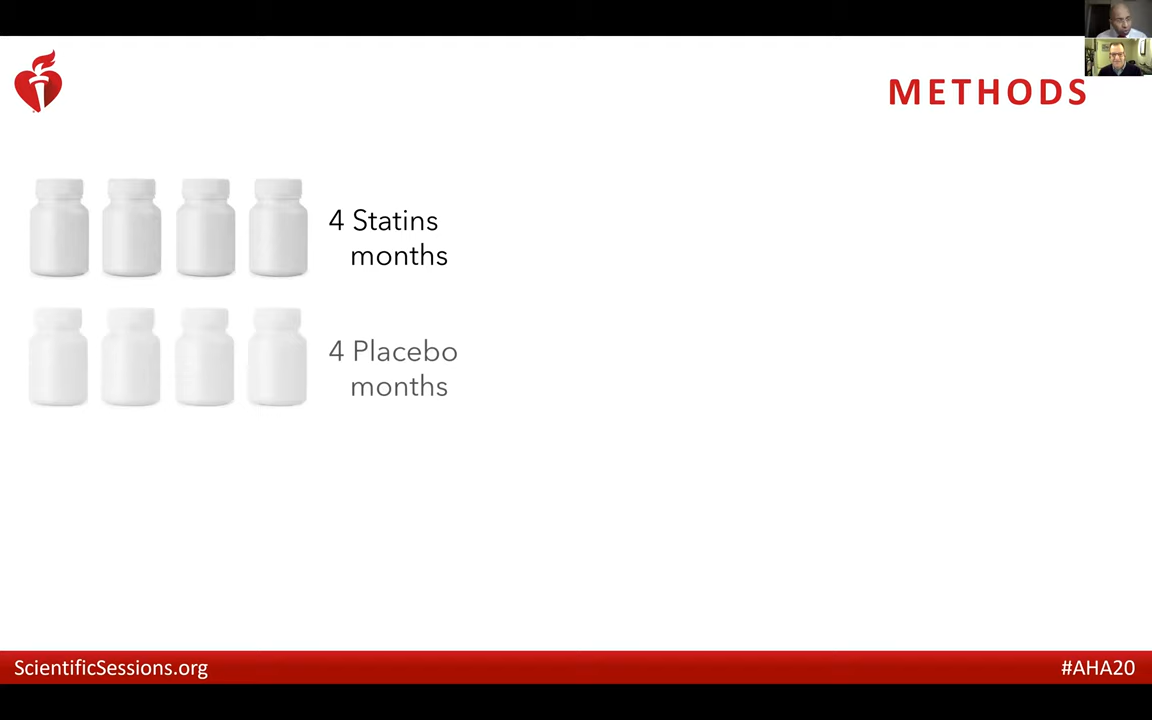 METHODS
4 Statins
months
4 Placebo
months
ScientificSessions.org
#AHA20